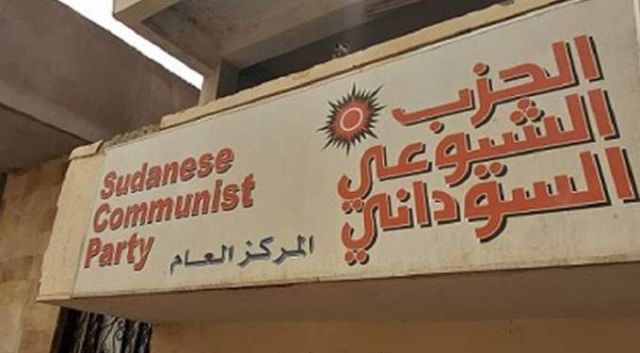 الحزب
الشيوعي
السوداني
Sudanese
Communist
Party
المركز العام